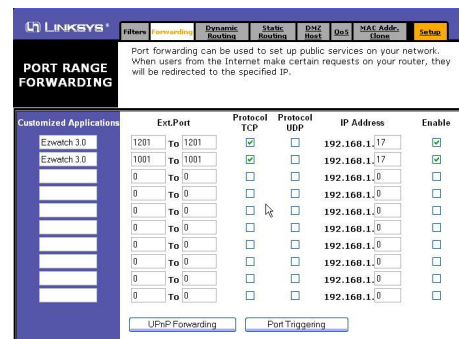 LINKSYS®
Filters Forwarding Dynamic Routing Static Routing DMZ Host QoS MAC Addr. Clone Setup
PORT RANGE FORWARDING
Port forwarding can be used to set up public services on your network.
When users from the Internet make certain requests on your router, they
will be redirected to the specified IP.
Customized Applications Ext.Port Protocol TCP Protocol UDP IP Address Enable
Ezwatch 3.0 1201 To 1201 192.168.1. 17
Ezwatch 3.0 1001 To 1001 192.168.1. 17
0 To 0 192.168.1. 0
0 To 0 192.168.1. 0
0 To 0 192.168.1. 0
0 To 0 192.168.1. 0
0 To 0 192.168.1. 0
0 To 0 192.168.1. 0
0 To 0 192.168.1. 0
0 To 0 192.168.1. 0
UPnP Forwarding Port Triggering